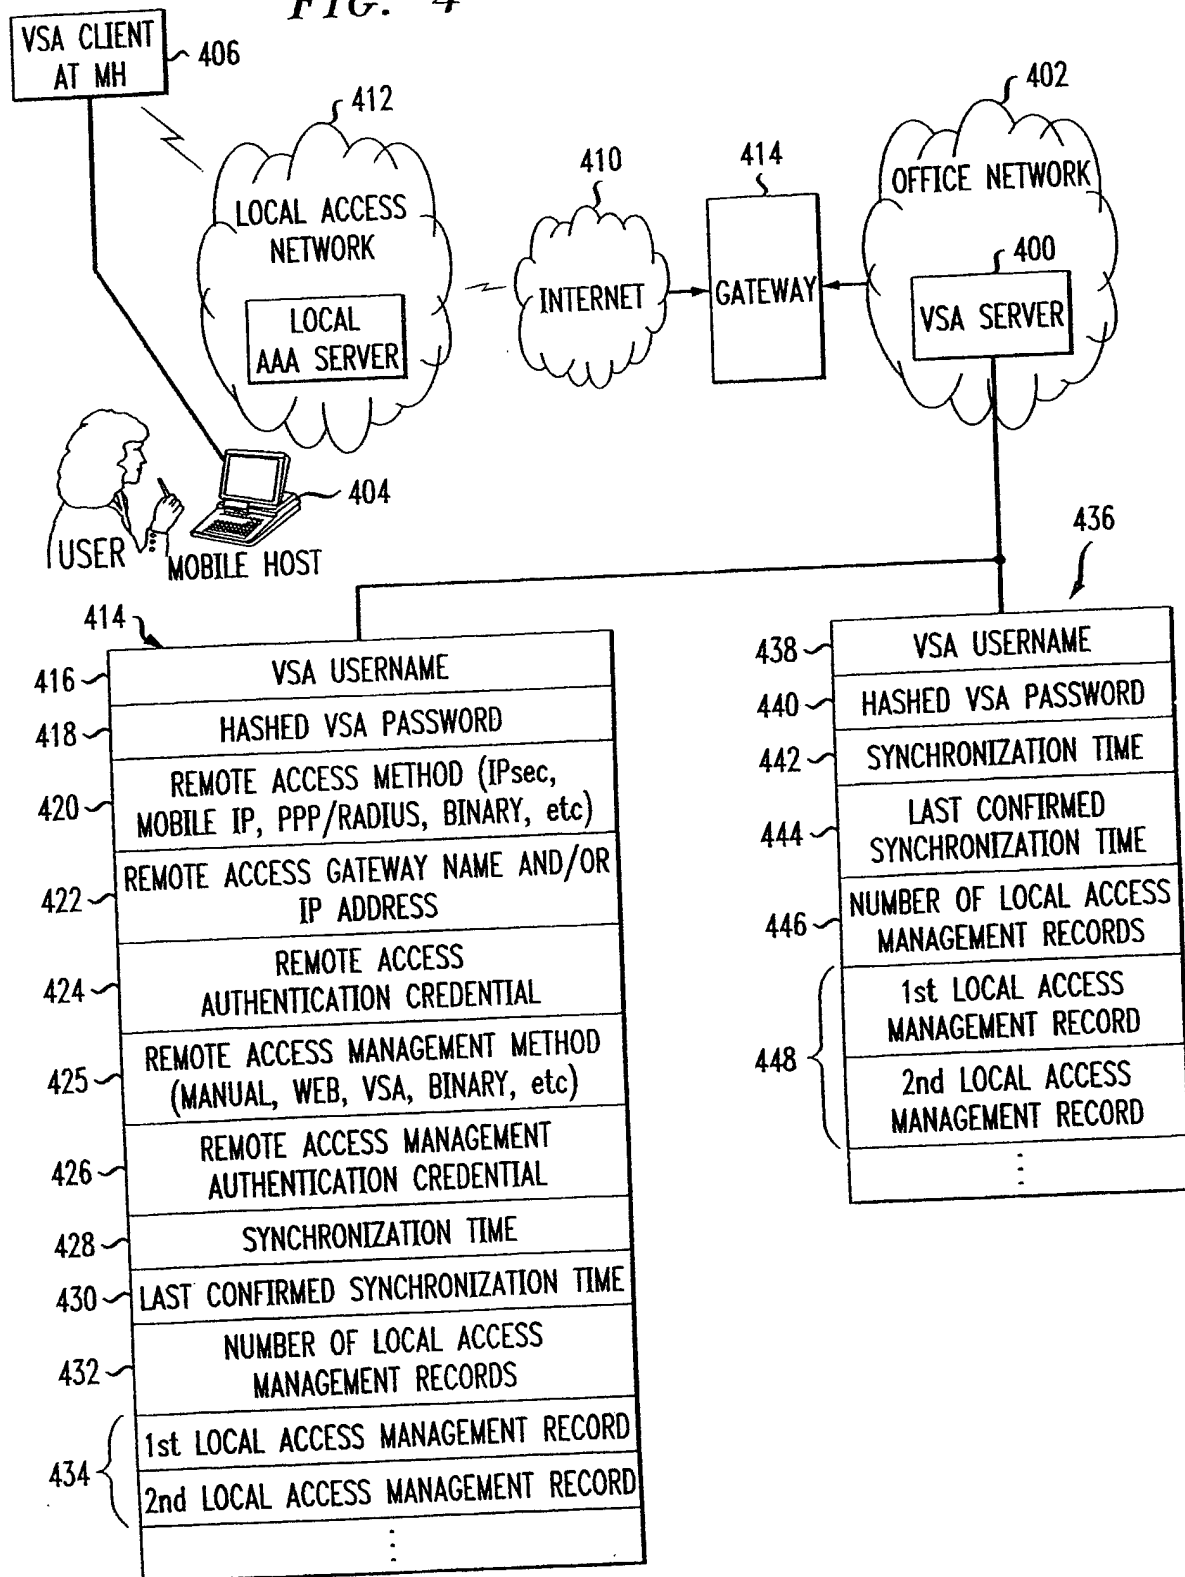 FIG. 4
VSA CLIENT
AT MH
406
412
402
410
414
LOCAL ACCESS
NETWORK
OFFICE NETWORK
400
INTERNET
GATEWAY
VSA SERVER
LOCAL
AAA SERVER
404
USER
MOBILE HOST
436
414
416
VSA USERNAME
418
HASHED VSA PASSWORD
420
REMOTE ACCESS METHOD (IPsec,
MOBILE IP, PPP/RADIUS, BINARY, etc)
422
REMOTE ACCESS GATEWAY NAME AND/OR
IP ADDRESS
424
REMOTE ACCESS
AUTHENTICATION CREDENTIAL
425
REMOTE ACCESS MANAGEMENT METHOD
(MANUAL, WEB, VSA, BINARY, etc)
426
REMOTE ACCESS MANAGEMENT
AUTHENTICATION CREDENTIAL
428
SYNCHRONIZATION TIME
430
LAST CONFIRMED SYNCHRONIZATION TIME
432
NUMBER OF LOCAL ACCESS
MANAGEMENT RECORDS
434
1st LOCAL ACCESS MANAGEMENT RECORD
2nd LOCAL ACCESS MANAGEMENT RECORD
⋮
438
VSA USERNAME
440
HASHED VSA PASSWORD
442
SYNCHRONIZATION TIME
444
LAST CONFIRMED
SYNCHRONIZATION TIME
446
NUMBER OF LOCAL ACCESS
MANAGEMENT RECORDS
448
1st LOCAL ACCESS
MANAGEMENT RECORD
2nd LOCAL ACCESS
MANAGEMENT RECORD
⋮